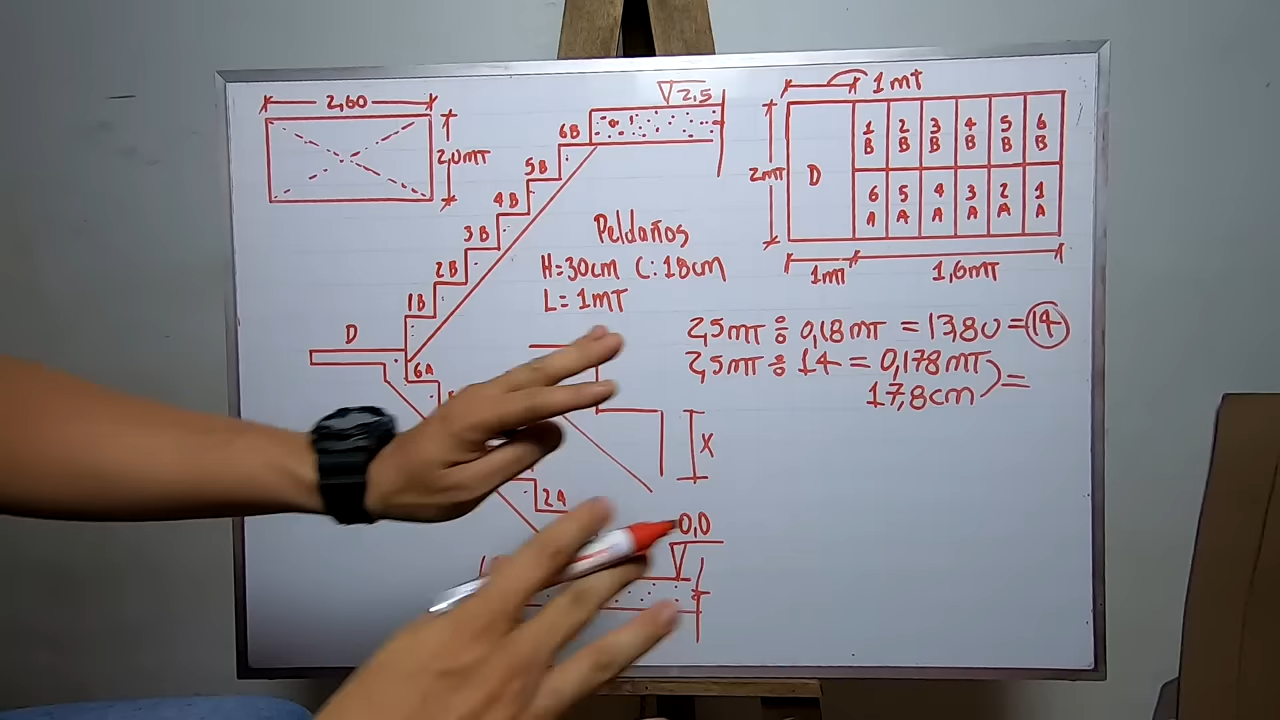 2,60
2,0mT
2,5
6B
5B
4B
3B
2B
1B
D
6A
2A
Peldaños
H=30cm C:18cm
L= 1mT
X
0,0
1mT
2mT
D
1B 2B 3B 4B 5B 6B
6A 5A 4A 3A 2A 1A
1mT 1,6mT
2,5mT ÷ 0,18mT = 13,80 = 14
2,5mT ÷ 14 = 0,178mT
17,8cm ) =